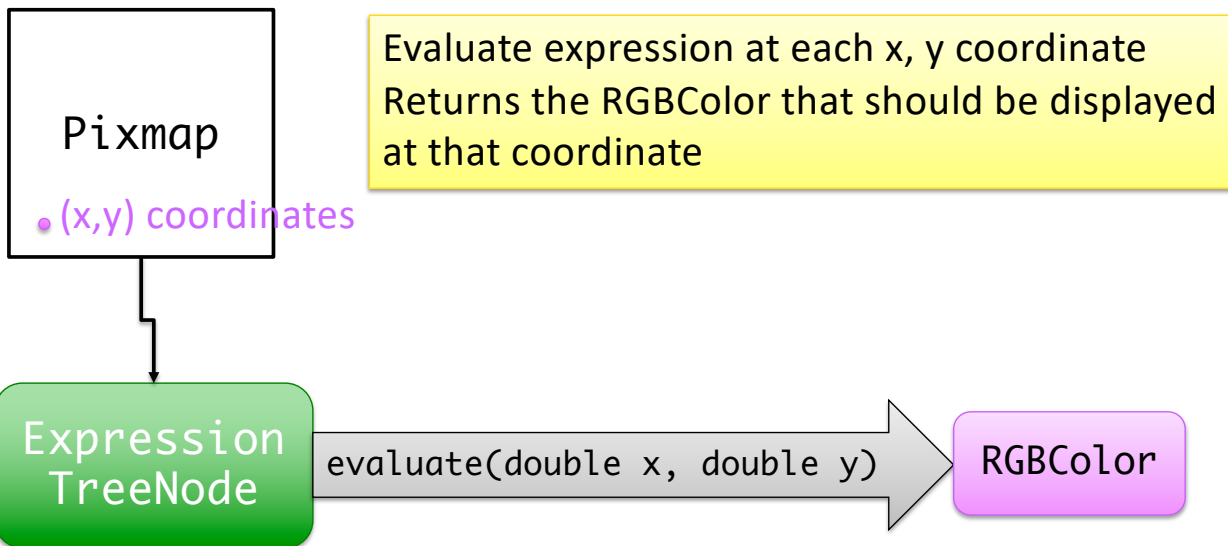 Pixmap
(x,y) coordinates
Evaluate expression at each x, y coordinate
Returns the RGBColor that should be displayed
at that coordinate
Expression
TreeNode
evaluate(double x, double y)
RGBColor